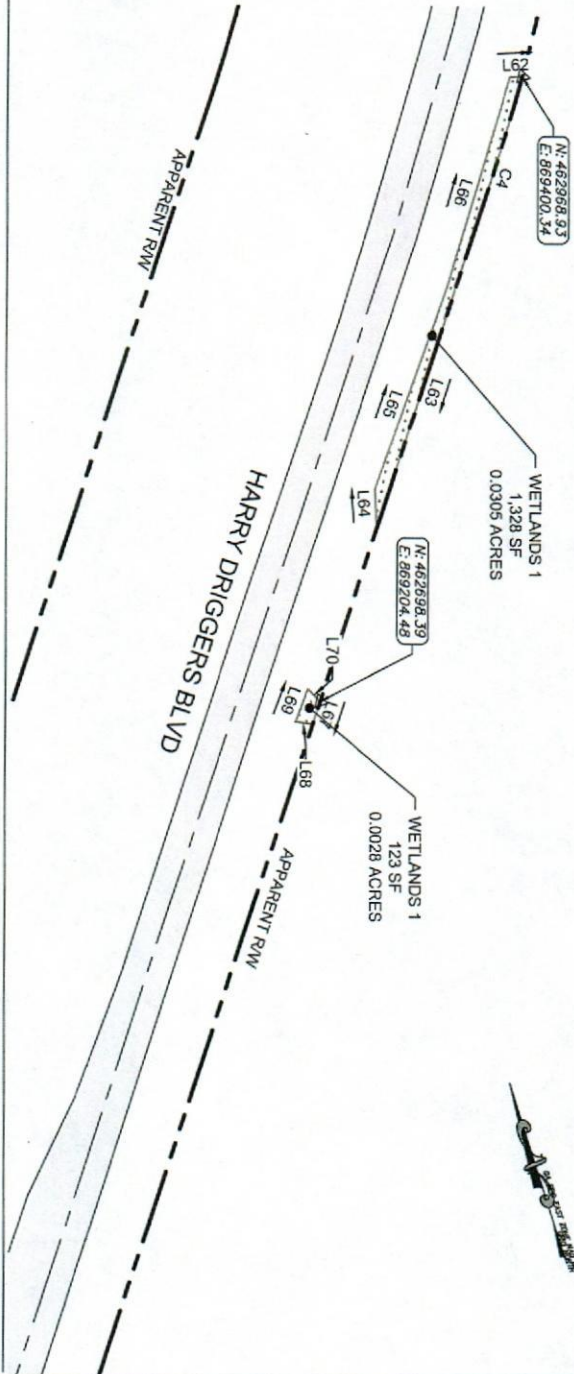 N: 462968.93
E: 869400.34
L62
C4
L66
WETLANDS 1
1,328 SF
0.0305 ACRES
L63
L65
L64
APPARENT R/W
HARRY DRIGGERS BLVD
N: 462698.39
E: 869204.48
L70
L69
L68
WETLANDS 1
123 SF
0.0028 ACRES
APPARENT R/W